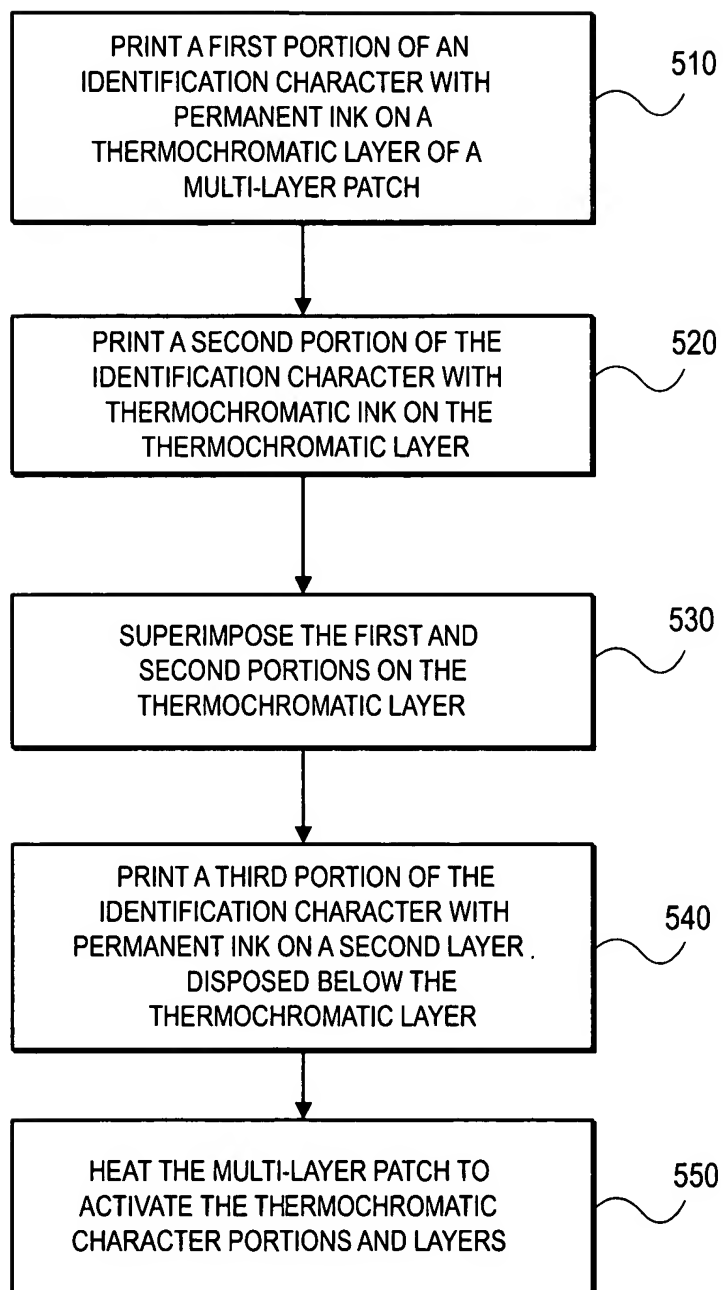 PRINT A FIRST PORTION OF AN
IDENTIFICATION CHARACTER WITH
PERMANENT INK ON A
THERMOCHROMATIC LAYER OF A
MULTI-LAYER PATCH
510
PRINT A SECOND PORTION OF THE
IDENTIFICATION CHARACTER WITH
THERMOCHROMATIC INK ON THE
THERMOCHROMATIC LAYER
520
SUPERIMPOSE THE FIRST AND
SECOND PORTIONS ON THE
THERMOCHROMATIC LAYER
530
PRINT A THIRD PORTION OF THE
IDENTIFICATION CHARACTER WITH
PERMANENT INK ON A SECOND LAYER
DISPOSED BELOW THE
THERMOCHROMATIC LAYER
540
HEAT THE MULTI-LAYER PATCH TO
ACTIVATE THE THERMOCHROMATIC
CHARACTER PORTIONS AND LAYERS
550